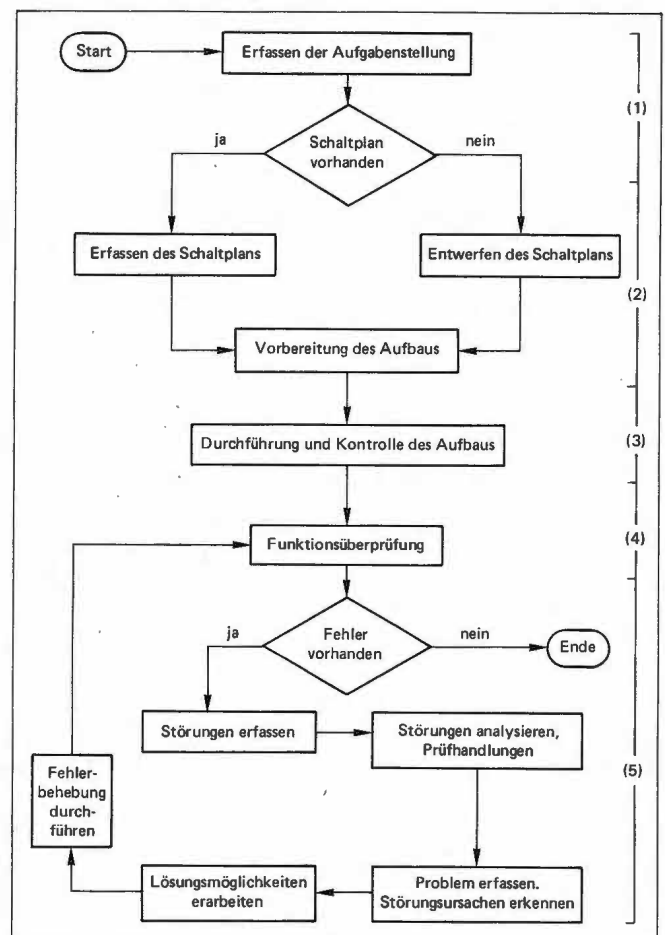 Start
Erfassen der Aufgabenstellung
(1)
ja
Schaltplan
vorhanden
nein
Erfassen des Schaltplans
Entwerfen des Schaltplans
(2)
Vorbereitung des Aufbaus
Durchführung und Kontrolle des Aufbaus
(3)
Funktionsüberprüfung
(4)
ja
Fehler
vorhanden
nein
Ende
Störungen erfassen
Störungen analysieren,
Prüfhandlungen
(5)
Fehler-
behebung
durch-
führen
Lösungsmöglichkeiten
erarbeiten
Problem erfassen.
Störungsursachen erkennen